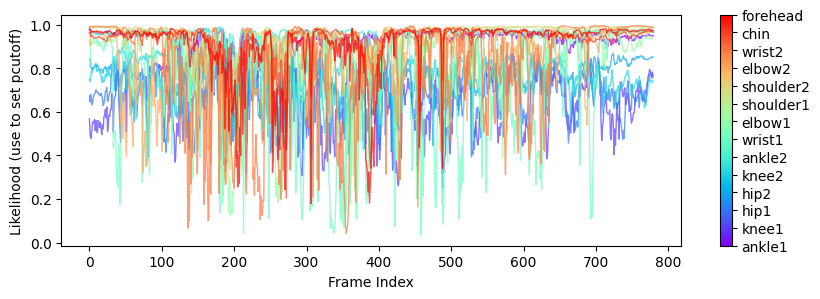 Likelihood (use to set pcutoff)
1.0
0.8
0.6
0.4
0.2
0.0
0 100 200 300 400 500 600 700 800
Frame Index
forehead
chin
wrist2
elbow2
shoulder2
shoulder1
elbow1
wrist1
ankle2
knee2
hip2
hip1
knee1
ankle1